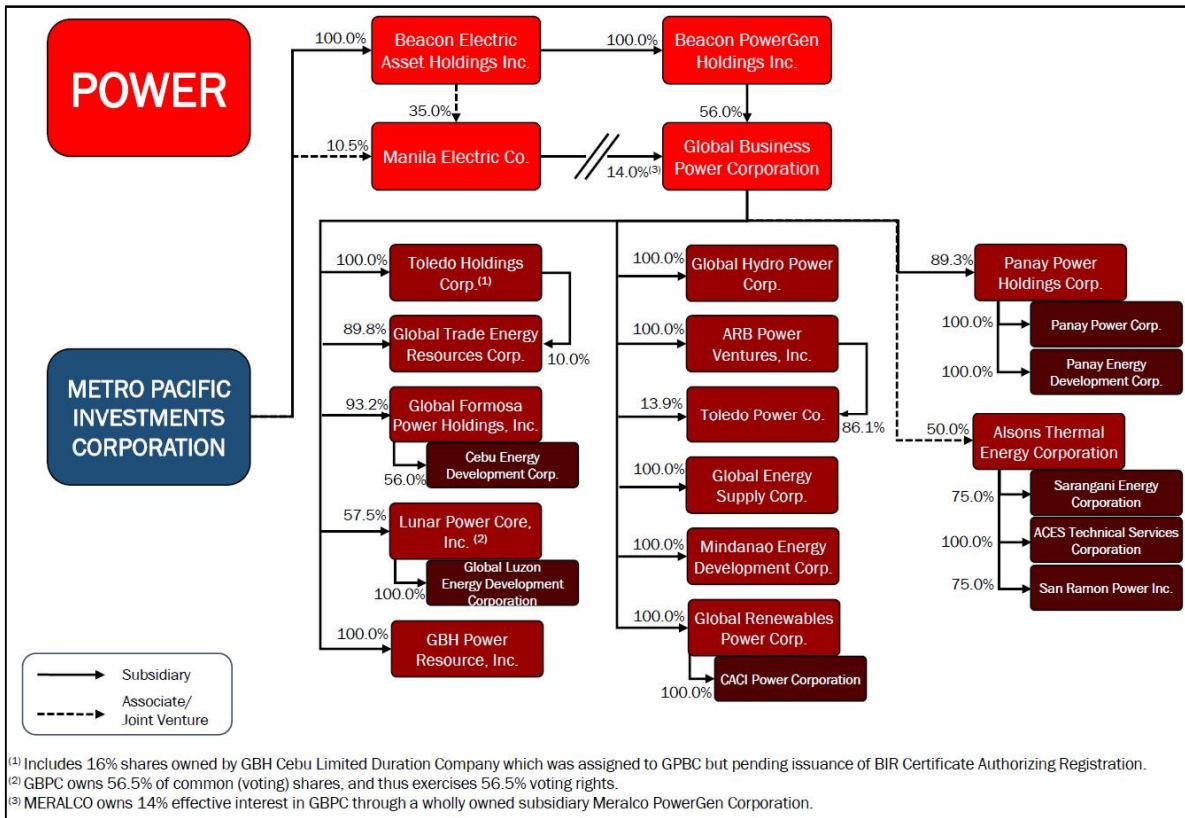 POWER
100.0%
Beacon Electric
Asset Holdings Inc.
100.0%
Beacon PowerGen
Holdings Inc.
35.0%
56.0%
10.5%
Manila Electric Co.
14.0%(3)
Global Business
Power Corporation
METRO PACIFIC
INVESTMENTS
CORPORATION
100.0%
Toledo Holdings
Corp.(1)
89.8%
Global Trade Energy
Resources Corp.
10.0%
93.2%
Global Formosa
Power Holdings, Inc.
56.0%
Cebu Energy
Development Corp.
57.5%
Lunar Power Core,
Inc. (2)
100.0%
Global Luzon
Energy Development
Corporation
100.0%
GBH Power
Resource, Inc.
100.0%
Global Hydro Power
Corp.
100.0%
ARB Power
Ventures, Inc.
13.9%
Toledo Power Co.
86.1%
100.0%
Global Energy
Supply Corp.
100.0%
Mindanao Energy
Development Corp.
100.0%
Global Renewables
Power Corp.
100.0%
CACI Power Corporation
89.3%
Panay Power
Holdings Corp.
100.0%
Panay Power Corp.
100.0%
Panay Energy
Development Corp.
50.0%
Alsons Thermal
Energy Corporation
75.0%
Sarangani Energy
Corporation
100.0%
ACES Technical Services
Corporation
75.0%
San Ramon Power Inc.
Subsidiary
Associate/
Joint Venture
(1) Includes 16% shares owned by GBH Cebu Limited Duration Company which was assigned to GPBC but pending issuance of BIR Certificate Authorizing Registration.
(2) GBPC owns 56.5% of common (voting) shares, and thus exercises 56.5% voting rights.
(3) MERALCO owns 14% effective interest in GBPC through a wholly owned subsidiary Meralco PowerGen Corporation.